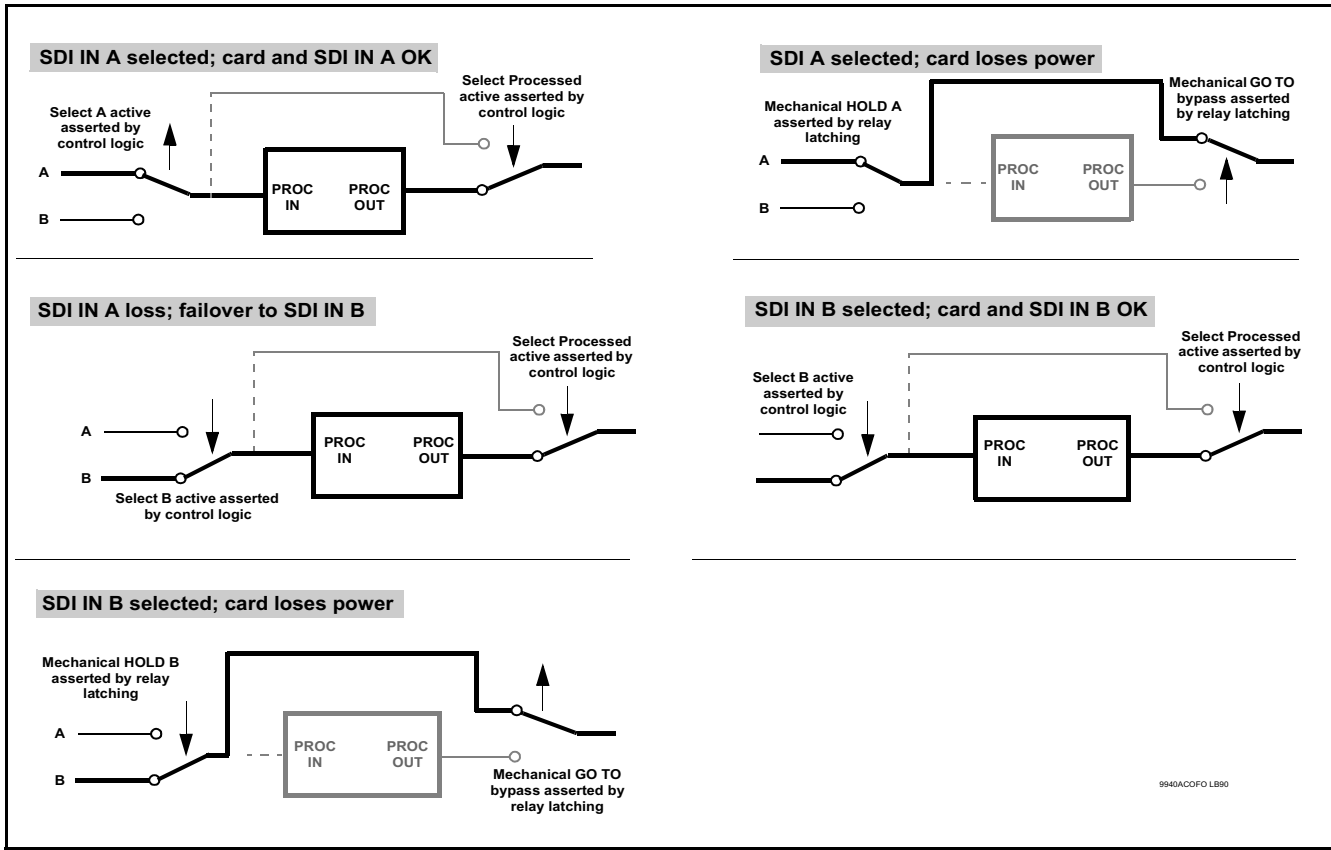 SDI IN A selected; card and SDI IN A OK
Select A active
asserted by
control logic
Select Processed
active asserted by
control logic
A
B
PROC
IN
PROC
OUT
SDI A selected; card loses power
Mechanical HOLD A
asserted by relay
latching
Mechanical GO TO
bypass asserted
by relay latching
A
B
PROC
IN
PROC
OUT
SDI IN A loss; failover to SDI IN B
Select Processed
active asserted by
control logic
A
B
PROC
IN
PROC
OUT
Select B active asserted
by control logic
SDI IN B selected; card and SDI IN B OK
Select B active
asserted by
control logic
Select Processed
active asserted by
control logic
PROC
IN
PROC
OUT
SDI IN B selected; card loses power
Mechanical HOLD B
asserted by relay
latching
A
B
PROC
IN
PROC
OUT
Mechanical GO TO
bypass asserted by
relay latching
9940ACOFO LB90